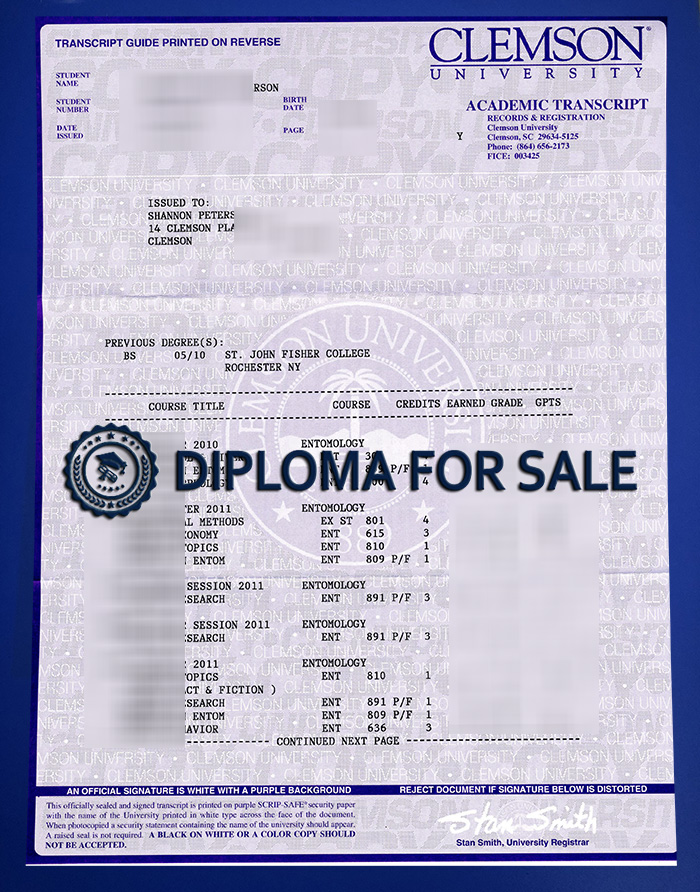 TRANSCRIPT GUIDE PRINTED ON REVERSE
CLEMSON
UNIVERSITY
STUDENT
NAME
RSON
STUDENT
NUMBER
BIRTH
DATE
DATE
ISSUED
PAGE
Y
ACADEMIC TRANSCRIPT
RECORDS & REGISTRATION
Clemson University
Clemson, SC 29634-5125
Phone: (864) 656-2173
FICE: 003425
ISSUED TO:
SHANNON PETERS
14 CLEMSON PLA
CLEMSON
PREVIOUS DEGREE(S):
BS 05/10 ST. JOHN FISHER COLLEGE
ROCHESTER NY
COURSE TITLE COURSE CREDITS EARNED GRADE GPTS
2010 ENTOMOLOGY
DIPLOMA FOR SALE
ER 2011 ENTOMOLOGY
AL METHODS EX ST 801 4
ONOMY ENT 615 3
OPICS ENT 810 1
ENTOM ENT 809 P/F 1
SESSION 2011 ENTOMOLOGY
SEARCH ENT 891 P/F 3
SESSION 2011 ENTOMOLOGY
SEARCH ENT 891 P/F 3
2011 ENTOMOLOGY
OPICS ENT 810 1
CT & FICTION )
SEARCH ENT 891 P/F 1
ENTOM ENT 809 P/F 1
AVIOR ENT 636 3
CONTINUED NEXT PAGE
AN OFFICIAL SIGNATURE IS WHITE WITH A PURPLE BACKGROUND
REJECT DOCUMENT IF SIGNATURE BELOW IS DISTORTED
This officially sealed and signed transcript is printed on purple SCRIP-SAFE® security paper
with the name of the University printed in white type across the face of the document.
When photocopied a security statement containing the name of the university should appear.
A raised seal is not required. A BLACK ON WHITE OR A COLOR COPY SHOULD
NOT BE ACCEPTED.
Stan Smith
Stan Smith, University Registrar